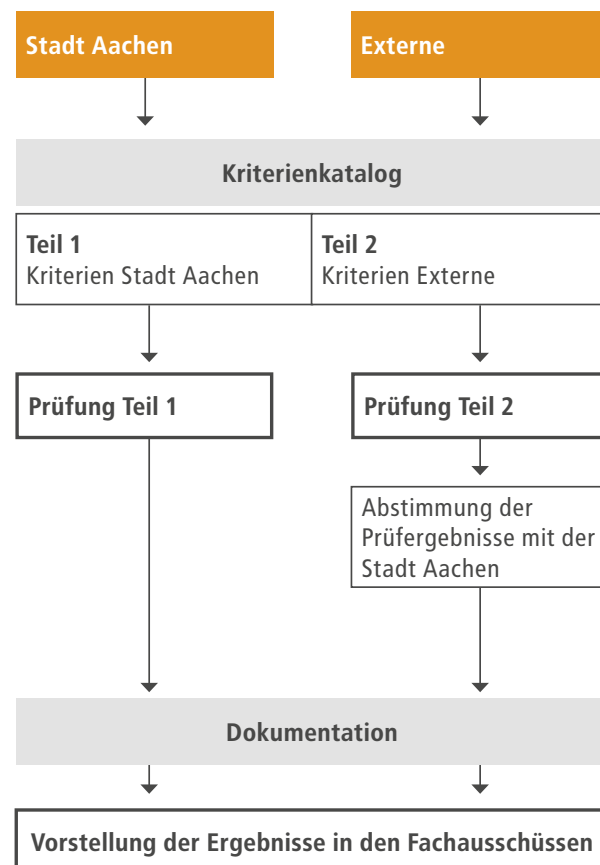 Stadt Aachen
Externe
Kriterienkatalog
Teil 1
Kriterien Stadt Aachen
Teil 2
Kriterien Externe
Prüfung Teil 1
Prüfung Teil 2
Abstimmung der
Prüfergebnisse mit der
Stadt Aachen
Dokumentation
Vorstellung der Ergebnisse in den Fachausschüssen